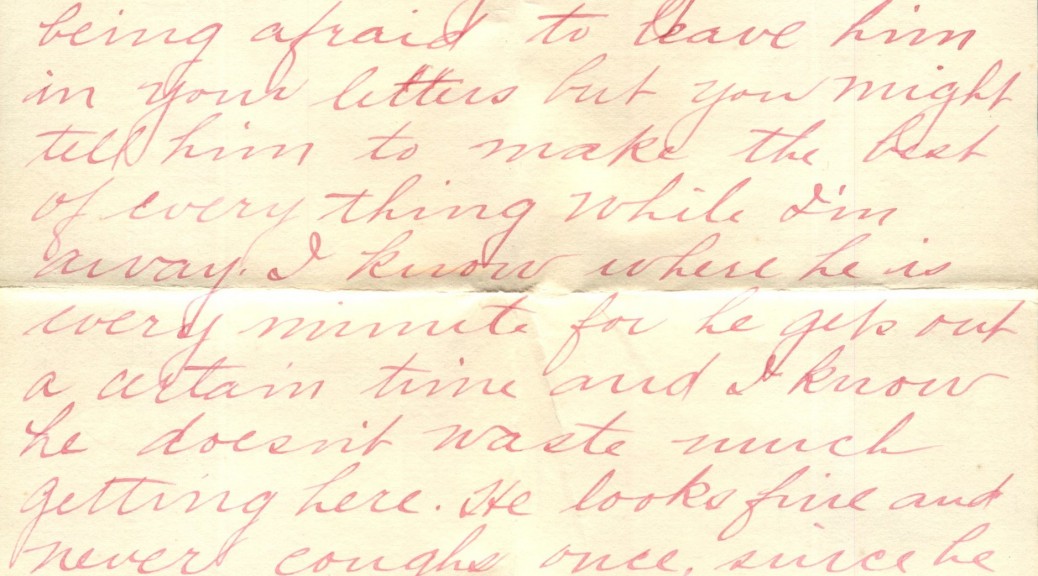 being afraid to leave him
in your letters but you might
tell him to make the best
of every thing while I'm
away. I know where he is
every minute for he gets out
a certain time and I know
he doesn't waste much
getting here. He looks fine and
never coughs once, since he